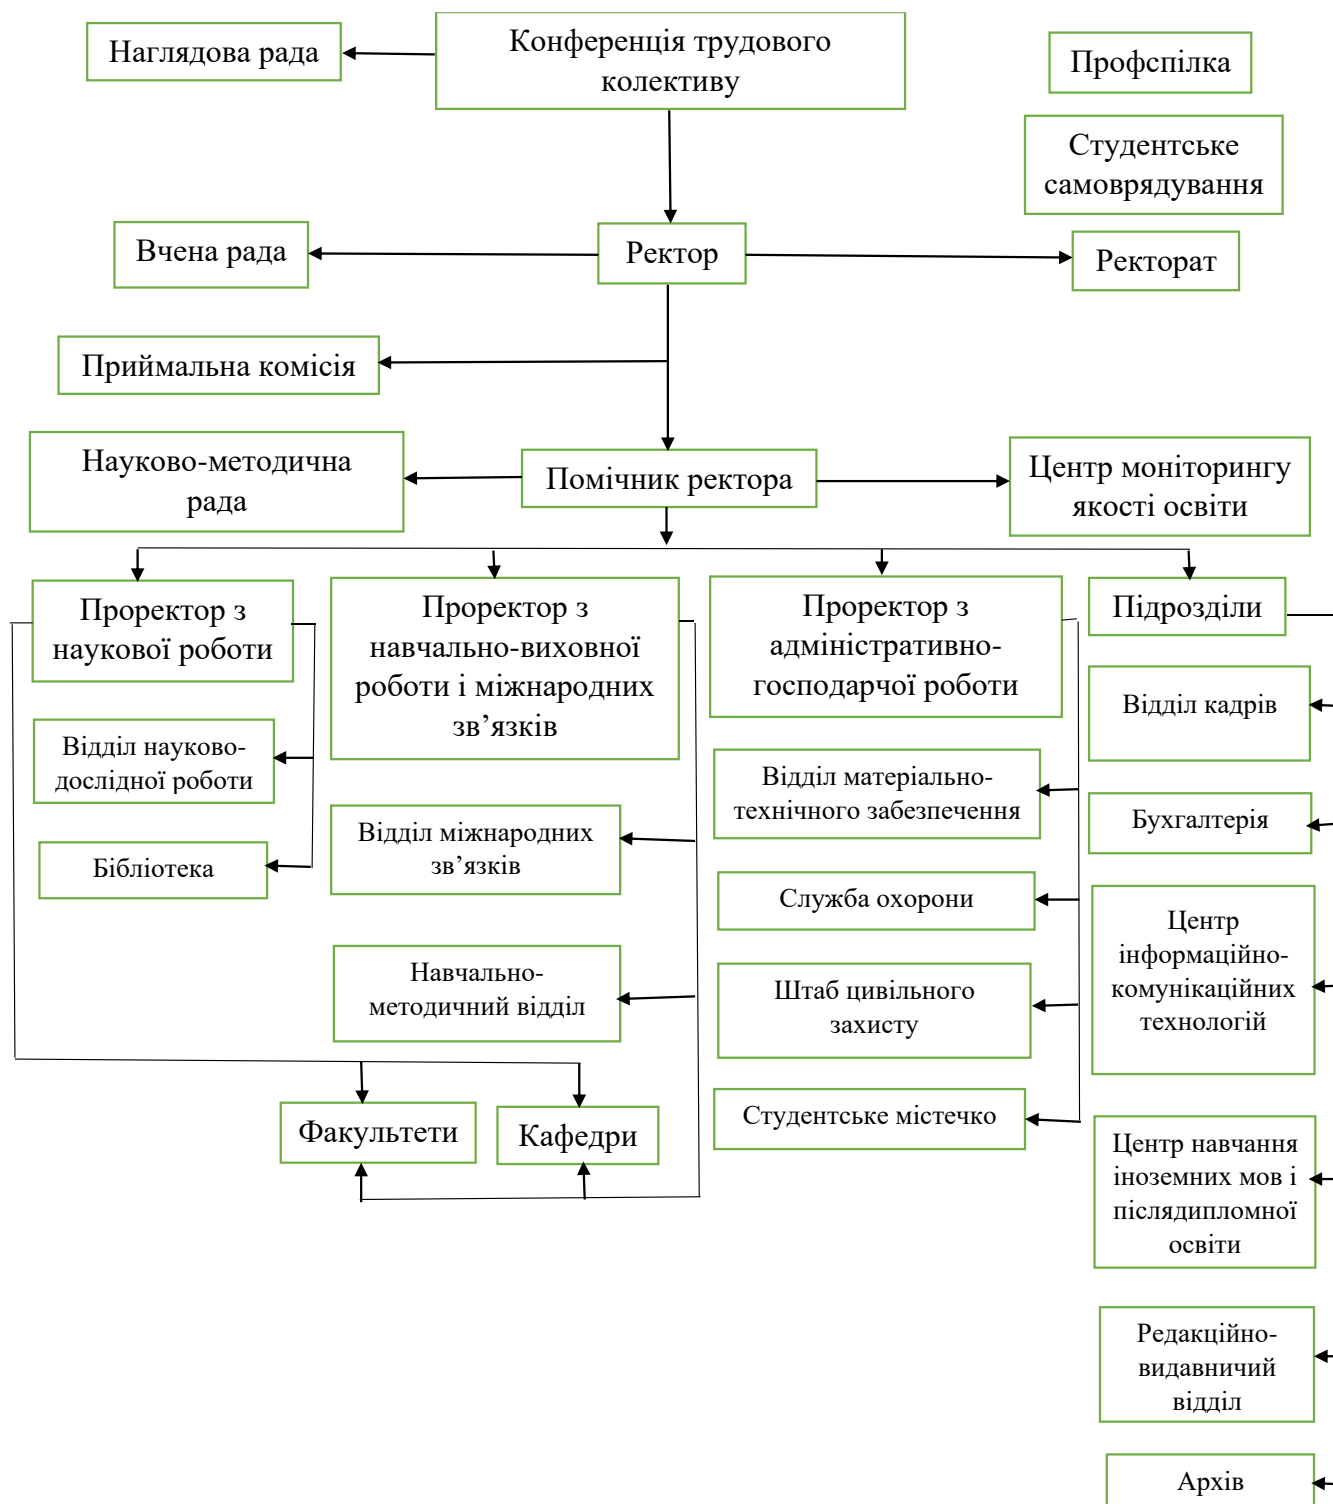 Наглядова рада
Конференція трудового
колективу
Профспілка
Студентське
самоврядування
Вчена рада
Ректор
Ректорат
Приймальна комісія
Науково-методична
рада
Помічник ректора
Центр моніторингу
якості освіти
Проректор з
наукової роботи
Проректор з
навчально-виховної
роботи і міжнародних
зв’язків
Проректор з
адміністративно-
господарчої роботи
Підрозділи
Відділ науково-
дослідної роботи
Бібліотека
Відділ міжнародних
зв’язків
Навчально-
методичний відділ
Факультети
Кафедри
Відділ матеріально-
технічного забезпечення
Служба охорони
Штаб цивільного
захисту
Студентське містечко
Відділ кадрів
Бухгалтерія
Центр
інформаційно-
комунікаційних
технологій
Центр навчання
іноземних мов і
післядипломної
освіти
Редакційно-
видавничий
відділ
Архів